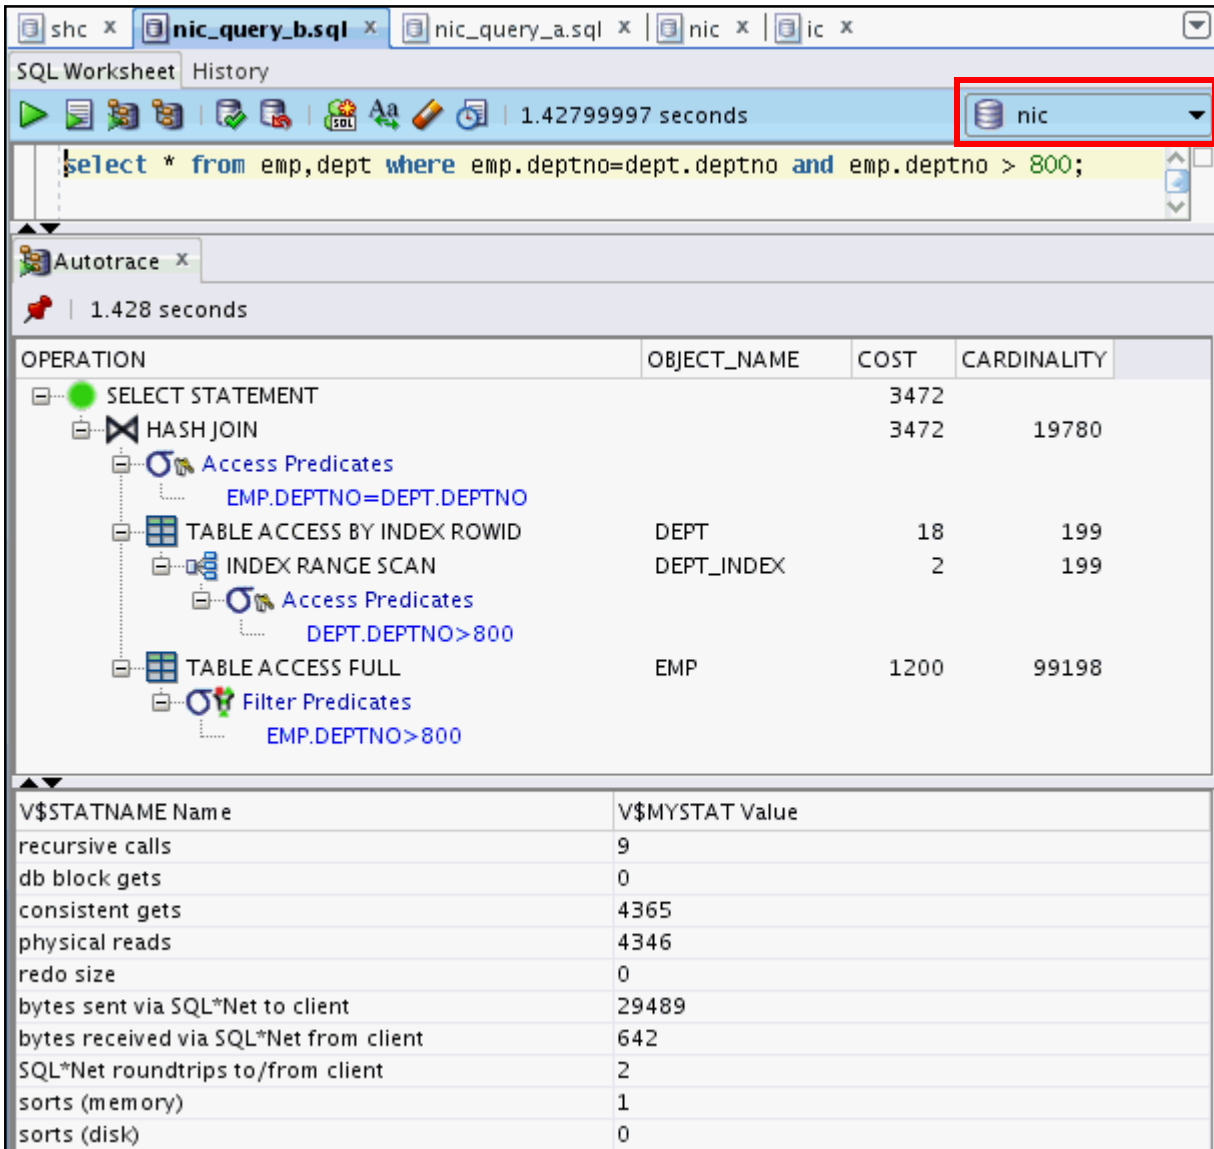 shc x nic_query_b.sql x nic_query_a.sql x nic x ic x
SQL Worksheet History
1.42799997 seconds nic
select * from emp,dept where emp.deptno=dept.deptno and emp.deptno > 800;
Autotrace x
1.428 seconds
OPERATION OBJECT_NAME COST CARDINALITY
SELECT STATEMENT 3472
HASH JOIN 3472 19780
Access Predicates
EMP.DEPTNO=DEPT.DEPTNO
TABLE ACCESS BY INDEX ROWID DEPT 18 199
INDEX RANGE SCAN DEPT_INDEX 2 199
Access Predicates
DEPT.DEPTNO>800
TABLE ACCESS FULL EMP 1200 99198
Filter Predicates
EMP.DEPTNO>800
V$STATNAME Name V$MYSTAT Value
recursive calls 9
db block gets 0
consistent gets 4365
physical reads 4346
redo size 0
bytes sent via SQL*Net to client 29489
bytes received via SQL*Net from client 642
SQL*Net roundtrips to/from client 2
sorts (memory) 1
sorts (disk) 0